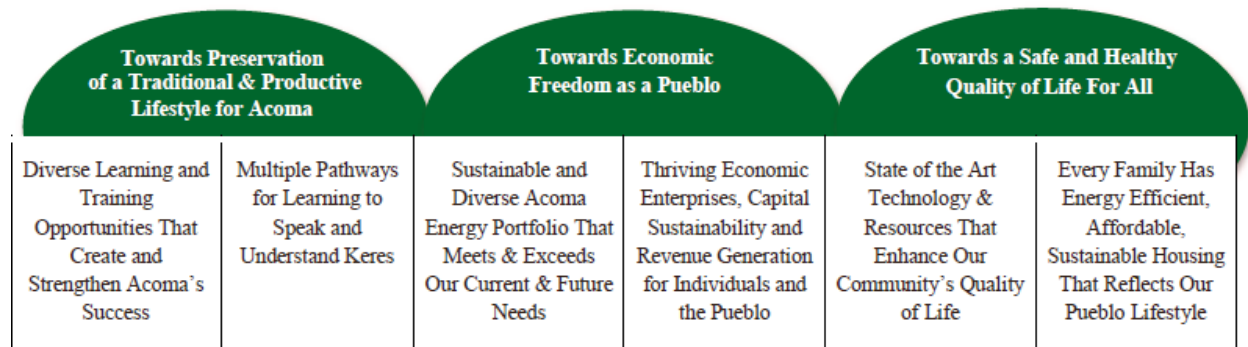 Towards Preservation
of a Traditional & Productive
Lifestyle for Acoma
Towards Economic
Freedom as a Pueblo
Towards a Safe and Healthy
Quality of Life For All
Diverse Learning and
Training
Opportunities That
Create and
Strengthen Acoma's
Success
Multiple Pathways
for Learning to
Speak and
Understand Keres
Sustainable and
Diverse Acoma
Energy Portfolio That
Meets & Exceeds
Our Current & Future
Needs
Thriving Economic
Enterprises, Capital
Sustainability and
Revenue Generation
for Individuals and
the Pueblo
State of the Art
Technology &
Resources That
Enhance Our
Community's Quality
of Life
Every Family Has
Energy Efficient,
Affordable,
Sustainable Housing
That Reflects Our
Pueblo Lifestyle